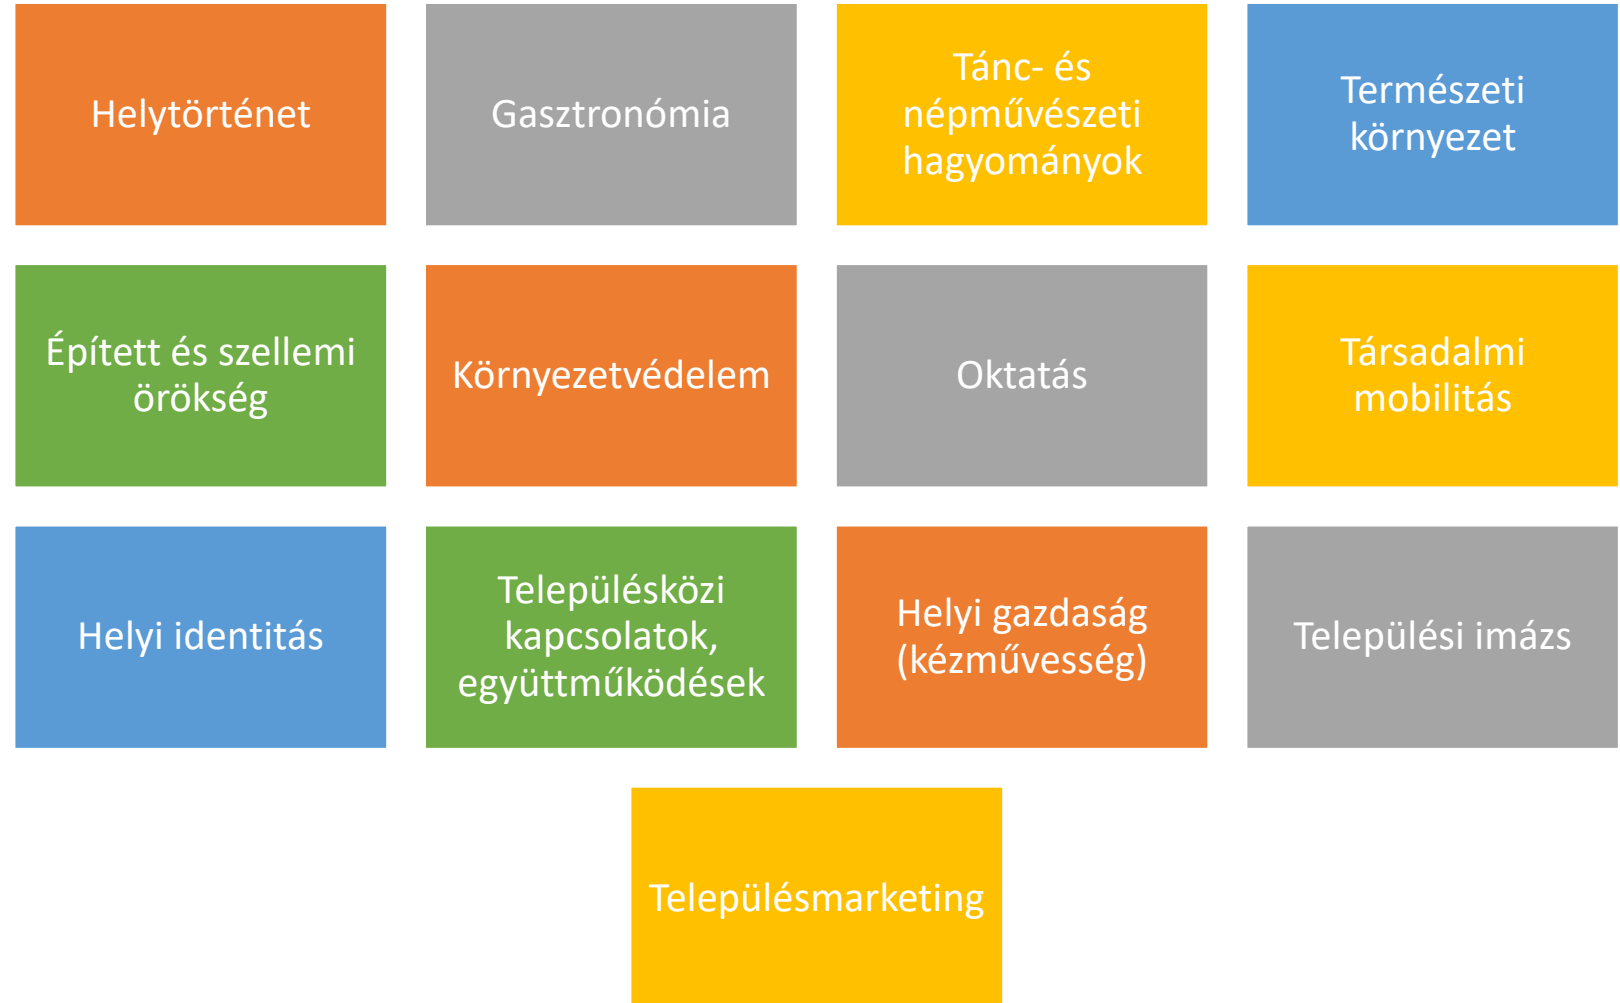 Helytörténet
Gasztronómia
Tánc- és
népművészeti
hagyományok
Természeti
környezet
Épített és szellemi
örökség
Környezetvédelem
Oktatás
Társadalmi
mobilitás
Helyi identitás
Településközi
kapcsolatok,
együttműködések
Helyi gazdaság
(kézművesség)
Települési imázs
Településmarketing